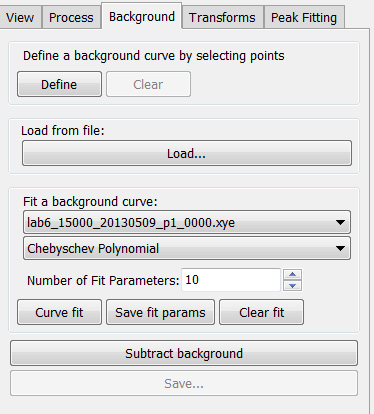 View Process Background Transforms Peak Fitting
Define a background curve by selecting points
Define Clear
Load from file:
Load...
Fit a background curve:
lab6_15000_20130509_p1_0000.xye
Chebyschev Polynomial
Number of Fit Parameters: 10
Curve fit Save fit params Clear fit
Subtract background
Save...